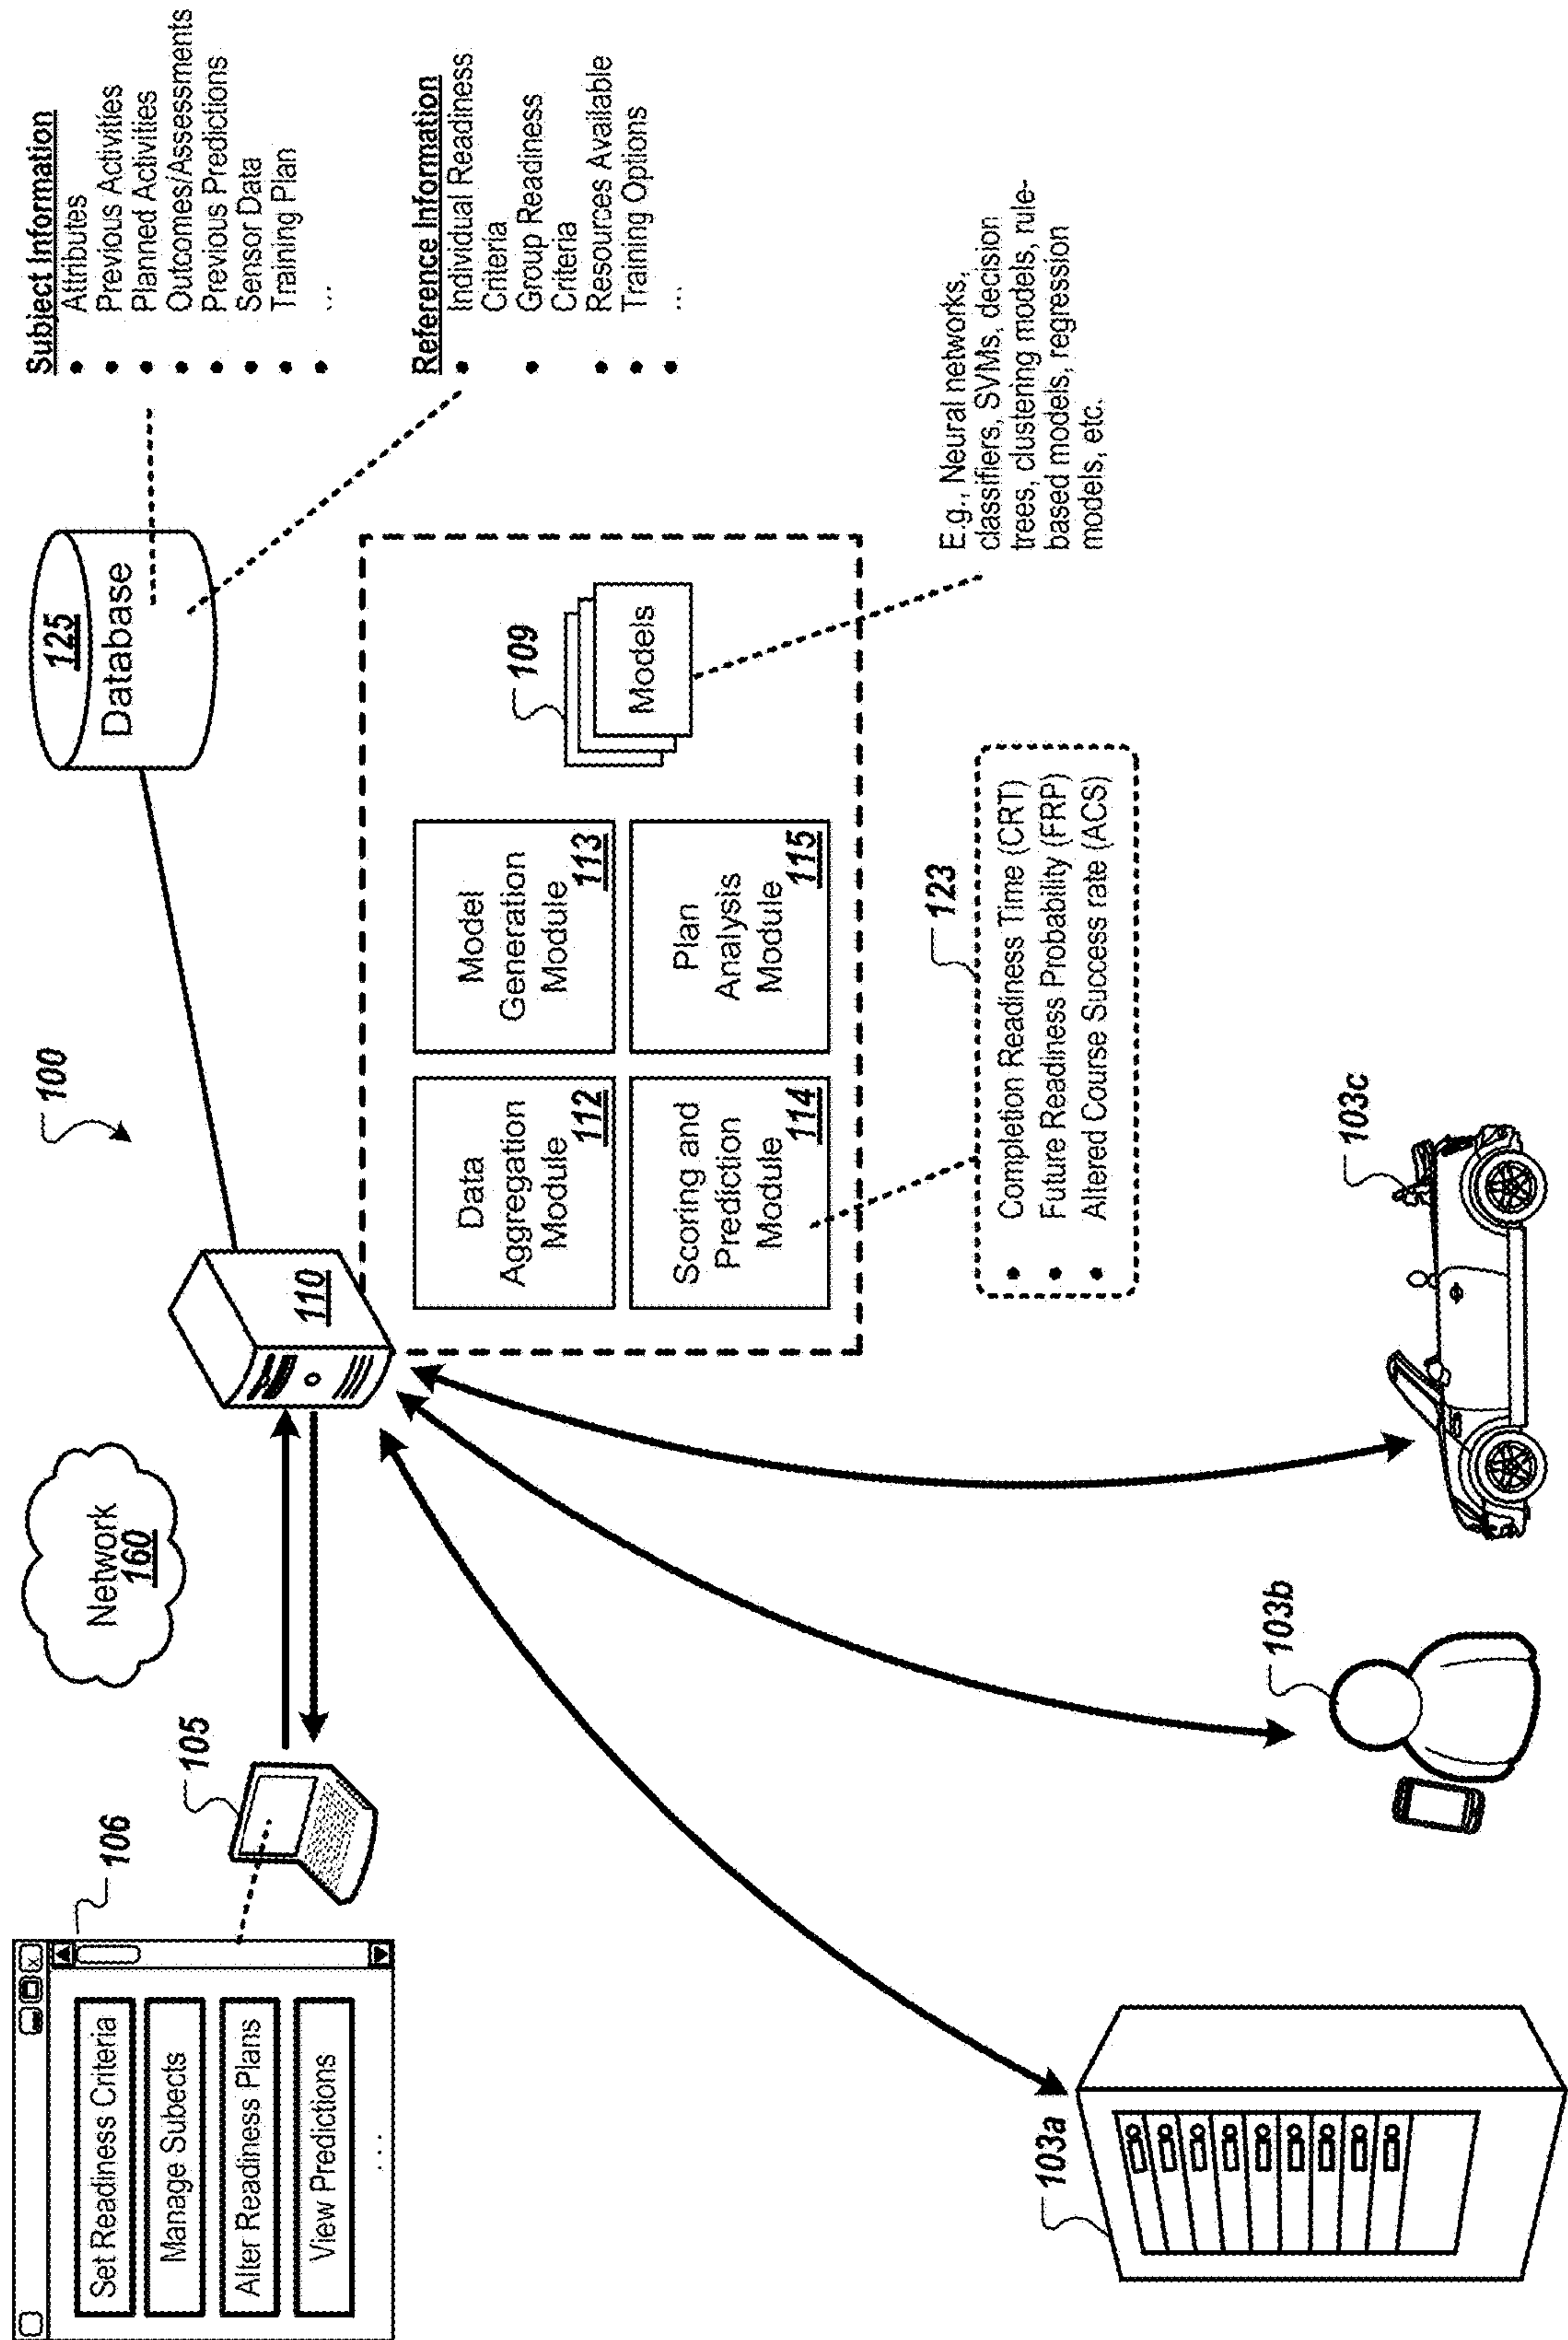 100
106
Set Readiness Criteria
Manage Subects
Alter Readiness Plans
View Predictions
...
105
Network
160
110
125
Database
Subject Information
• Attributes
• Previous Activities
• Planned Activities
• Outcomes/Assessments
• Previous Predictions
• Sensor Data
• Training Plan
• ...
Reference Information
• Individual Readiness
Criteria
• Group Readiness
Criteria
• Resources Available
• Training Options
• ...
Data
Aggregation
Module
112
Model
Generation
Module
113
Scoring and
Prediction
Module
114
Plan
Analysis
Module
115
109
Models
E.g., Neural networks,
classifiers, SVMs, decision
trees, clustering models, rule-
based models, regression
models, etc.
123
• Completion Readiness Time (CRT)
• Future Readiness Probability (FRP)
• Altered Course Success rate (ACS)
103a
103b
103c